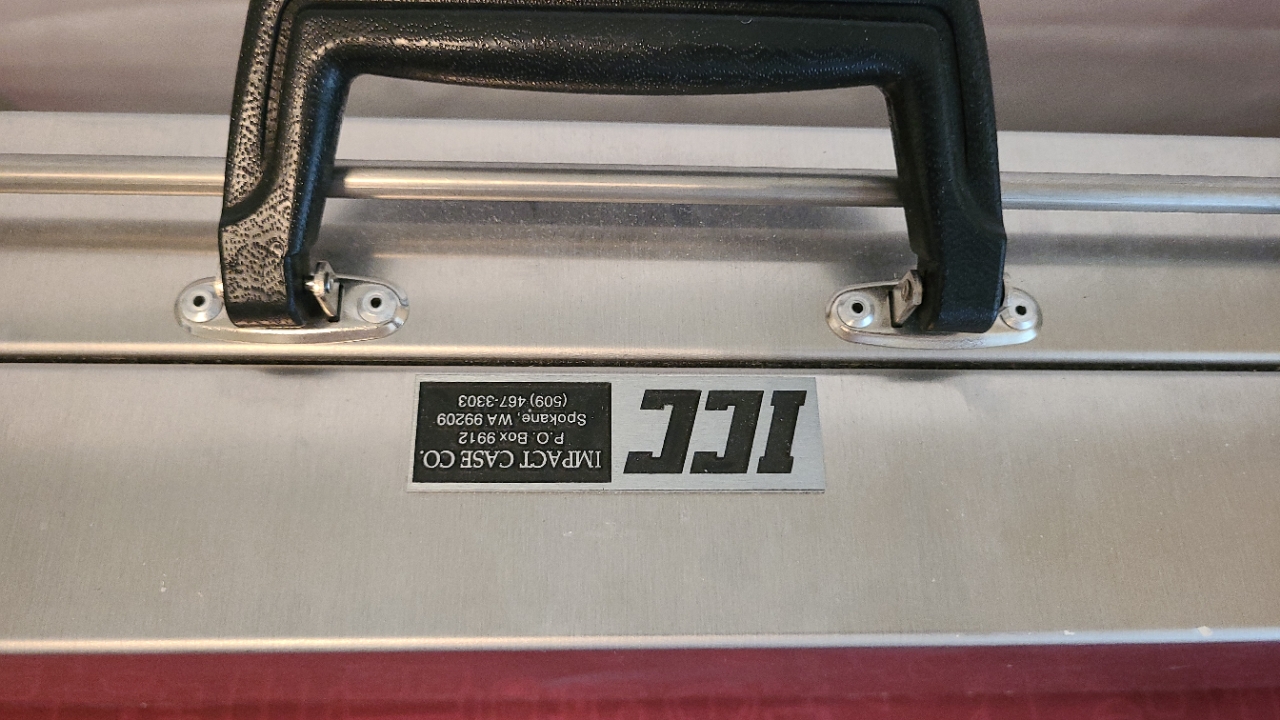 ICC
IMPACT CASE CO.
P.O. Box 9912
Spokane, WA 99209
(509) 467-3303